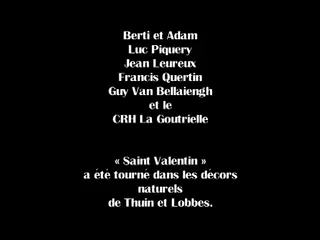 Berti et Adam
Luc Piquery
Jean Leureux
Francis Quertin
Guy Van Bellaiengh
et le
CRH La Goutrielle
« Saint Valentin »
a été tourné dans les décors
naturels
de Thuin et Lobbes.